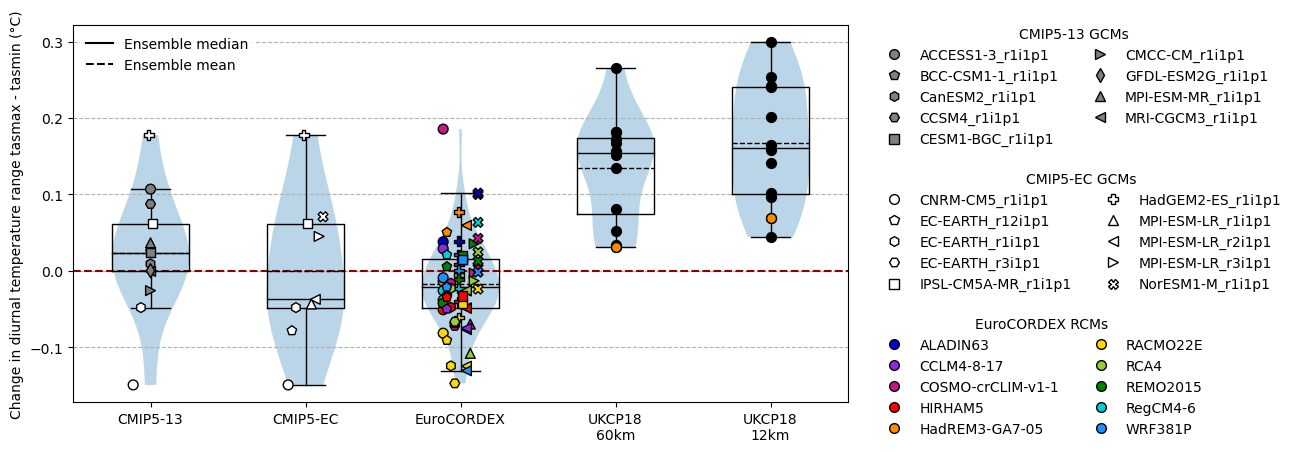 Change in diurnal temperature range tasmax - tasmin (°C)
0.3
0.2
0.1
0.0
−0.1
Ensemble median
Ensemble mean
CMIP5-13
CMIP5-EC
EuroCORDEX
UKCP18
60km
UKCP18
12km
CMIP5-13 GCMs
ACCESS1-3_r1i1p1
BCC-CSM1-1_r1i1p1
CanESM2_r1i1p1
CCSM4_r1i1p1
CESM1-BGC_r1i1p1
CMCC-CM_r1i1p1
GFDL-ESM2G_r1i1p1
MPI-ESM-MR_r1i1p1
MRI-CGCM3_r1i1p1
CMIP5-EC GCMs
CNRM-CM5_r1i1p1
EC-EARTH_r12i1p1
EC-EARTH_r1i1p1
EC-EARTH_r3i1p1
IPSL-CM5A-MR_r1i1p1
HadGEM2-ES_r1i1p1
MPI-ESM-LR_r1i1p1
MPI-ESM-LR_r2i1p1
MPI-ESM-LR_r3i1p1
NorESM1-M_r1i1p1
EuroCORDEX RCMs
ALADIN63
CCLM4-8-17
COSMO-crCLIM-v1-1
HIRHAM5
HadREM3-GA7-05
RACMO22E
RCA4
REMO2015
RegCM4-6
WRF381P